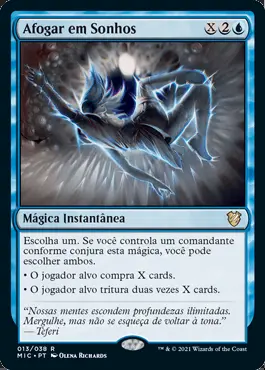 Afogar em Sonhos X2
Mágica Instantânea
Escolha um. Se você controla um comandante
conforme conjura esta mágica, você pode
escolher ambos.
• O jogador alvo compra X cards.
• O jogador alvo tritura duas vezes X cards.
"Nossas mentes escondem profundezas ilimitadas.
Mergulhe, mas não se esqueça de voltar à tona."
—Teferi
013/038 R
MIC • PT Olena Richards ™ & © 2021 Wizards of the Coast